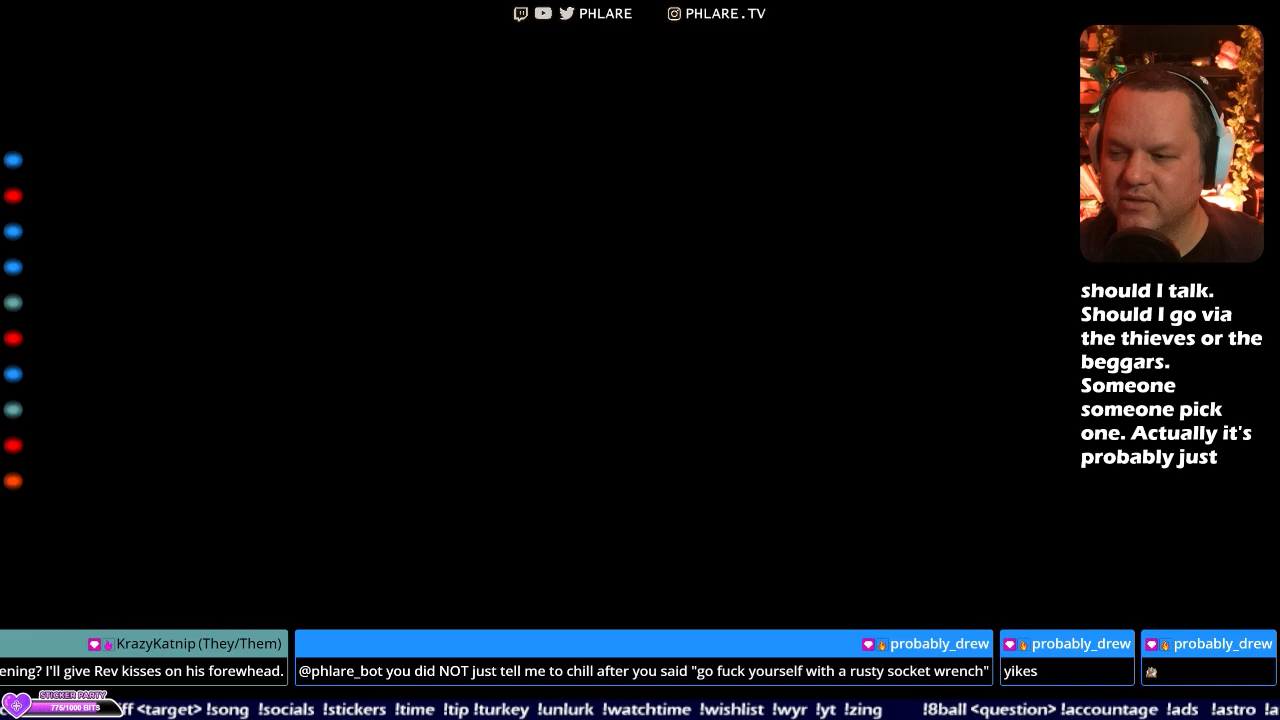 PHLARE PHLARE.TV
should I talk.
Should I go via
the thieves or the
beggars.
Someone
someone pick
one. Actually it's
probably just
KrazyKatnip (They/Them)
ening? I'll give Rev kisses on his forehead.
probably_drew
@phlare_bot you did NOT just tell me to chill after you said "go fuck yourself with a rusty socket wrench"
probably_drew
yikes
probably_drew
STICKER PARTY
775/1000 BITS
ff <target> !song !socials !stickers !time !tip !turkey !unlurk !watchtime !wishlist !wyr !yt !zing !8ball <question> !accountage !ads !astro !a